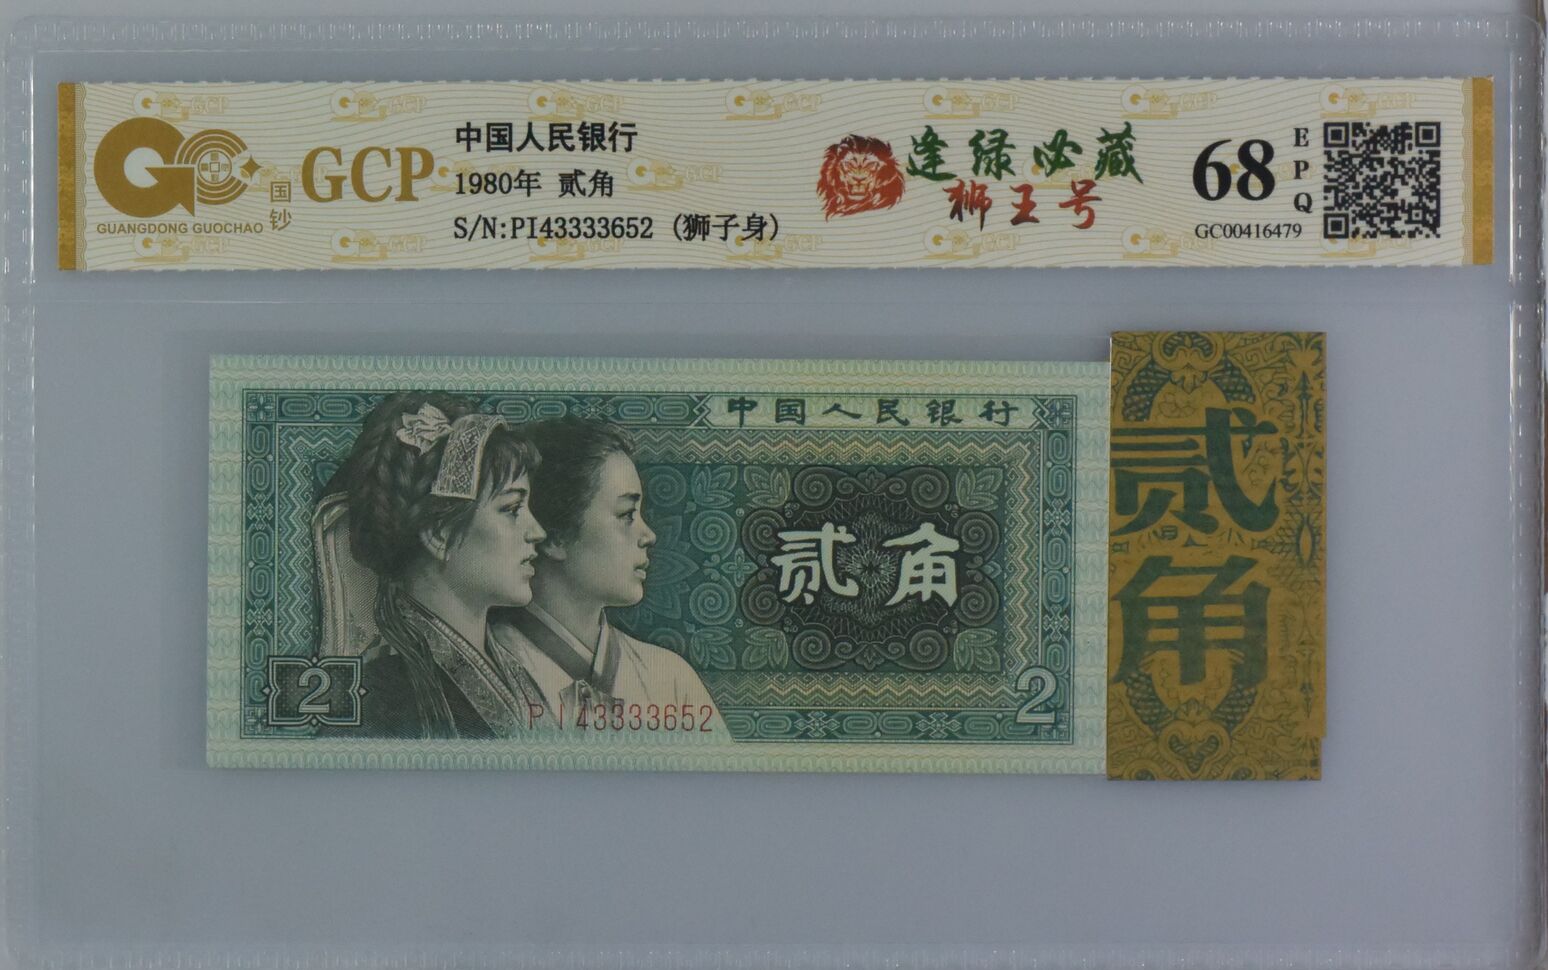 GCP
国钞
GUANGDONG GUOCHAO
中国人民银行
1980年 贰角
S/N:PI43333652 (狮子身)
逢绿必藏
狮王号
68
EPQ
GC00416479
中国人民银行
贰角
2
PI43333652
2
贰角